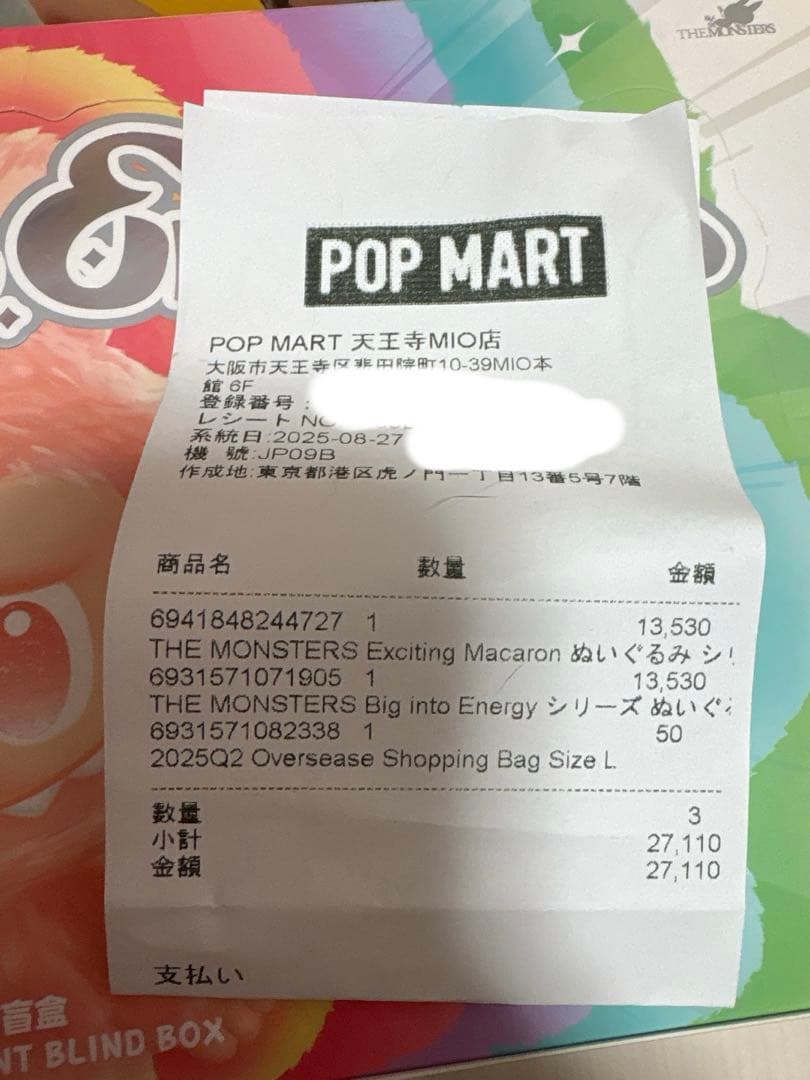 THE MONSTERS
POP MART
POP MART 天王寺MIO店
大阪市天王寺区悲田院町10-39MIO本
館 6F
登録番号:
レシート NO
系統日:2025-08-27
機 號:JP09B
作成地:東京都港区虎ノ門一丁目13番5号7階
商品名 数量 金額
6941848244727 1 13,530
THE MONSTERS Exciting Macaron ぬいぐるみ シリ
6931571071905 1 13,530
THE MONSTERS Big into Energy シリーズ ぬいぐる
6931571082338 1 50
2025Q2 Oversease Shopping Bag Size L
数量 3
小計 27,110
金額 27,110
支払い
盲盒
NT BLIND BOX